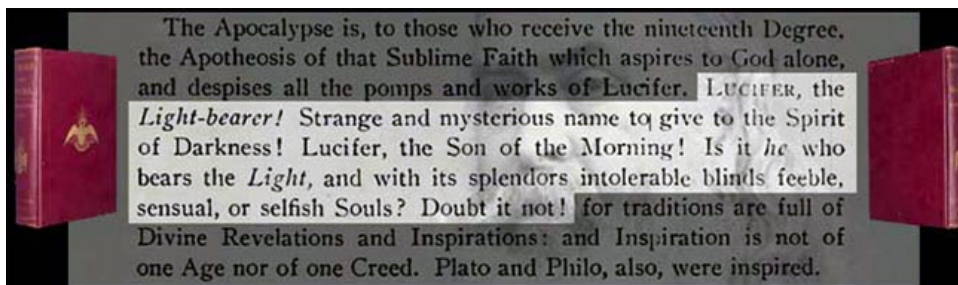 The Apocalypse is, to those who receive the nineteenth Degree,
the Apotheosis of that Sublime Faith which aspires to God alone,
and despises all the pomps and works of Lucifer. LUCIFER, the
Light-bearer! Strange and mysterious name to give to the Spirit
of Darkness! Lucifer, the Son of the Morning! Is it he who
bears the Light, and with its splendors intolerable blinds feeble,
sensual, or selfish Souls? Doubt it not! for traditions are full of
Divine Revelations and Inspirations: and Inspiration is not of
one Age nor of one Creed. Plato and Philo, also, were inspired.